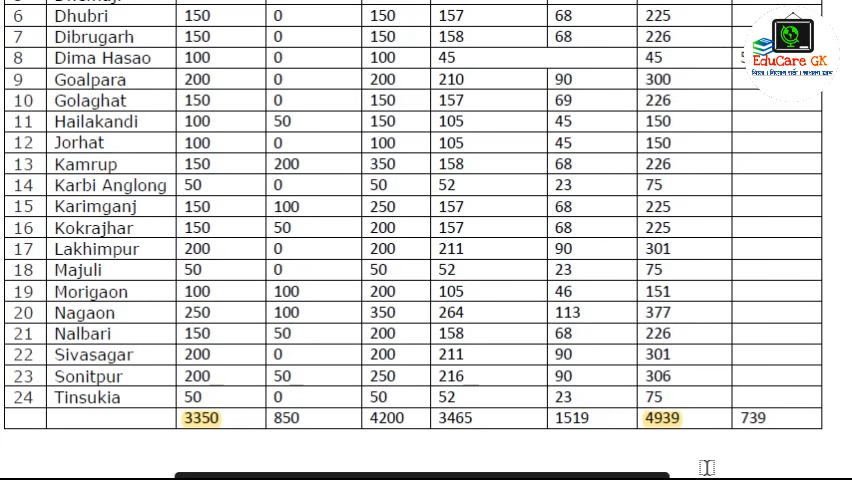 6 Dhubri 150 0 150 157 68 225
7 Dibrugarh 150 0 150 158 68 226
8 Dima Hasao 100 0 100 45 45
9 Goalpara 200 0 200 210 90 300
10 Golaghat 150 0 150 157 69 226
11 Hailakandi 100 50 150 105 45 150
12 Jorhat 100 0 100 105 45 150
13 Kamrup 150 200 350 158 68 226
14 Karbi Anglong 50 0 50 52 23 75
15 Karimganj 150 100 250 157 68 225
16 Kokrajhar 150 50 200 157 68 225
17 Lakhimpur 200 0 200 211 90 301
18 Majuli 50 0 50 52 23 75
19 Morigaon 100 100 200 105 46 151
20 Nagaon 250 100 350 264 113 377
21 Nalbari 150 50 200 158 68 226
22 Sivasagar 200 0 200 211 90 301
23 Sonitpur 200 50 250 216 90 306
24 Tinsukia 50 0 50 52 23 75
3350 850 4200 3465 1519 4939 739
EduCare GK